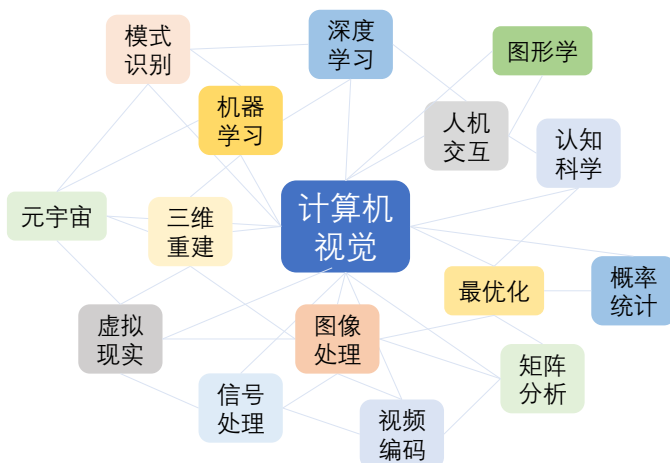 模式
识别
深度
学习
图形学
机器
学习
人机
交互
认知
科学
元宇宙
三维
重建
计算机
视觉
最优化
概率
统计
虚拟
现实
图像
处理
矩阵
分析
信号
处理
视频
编码